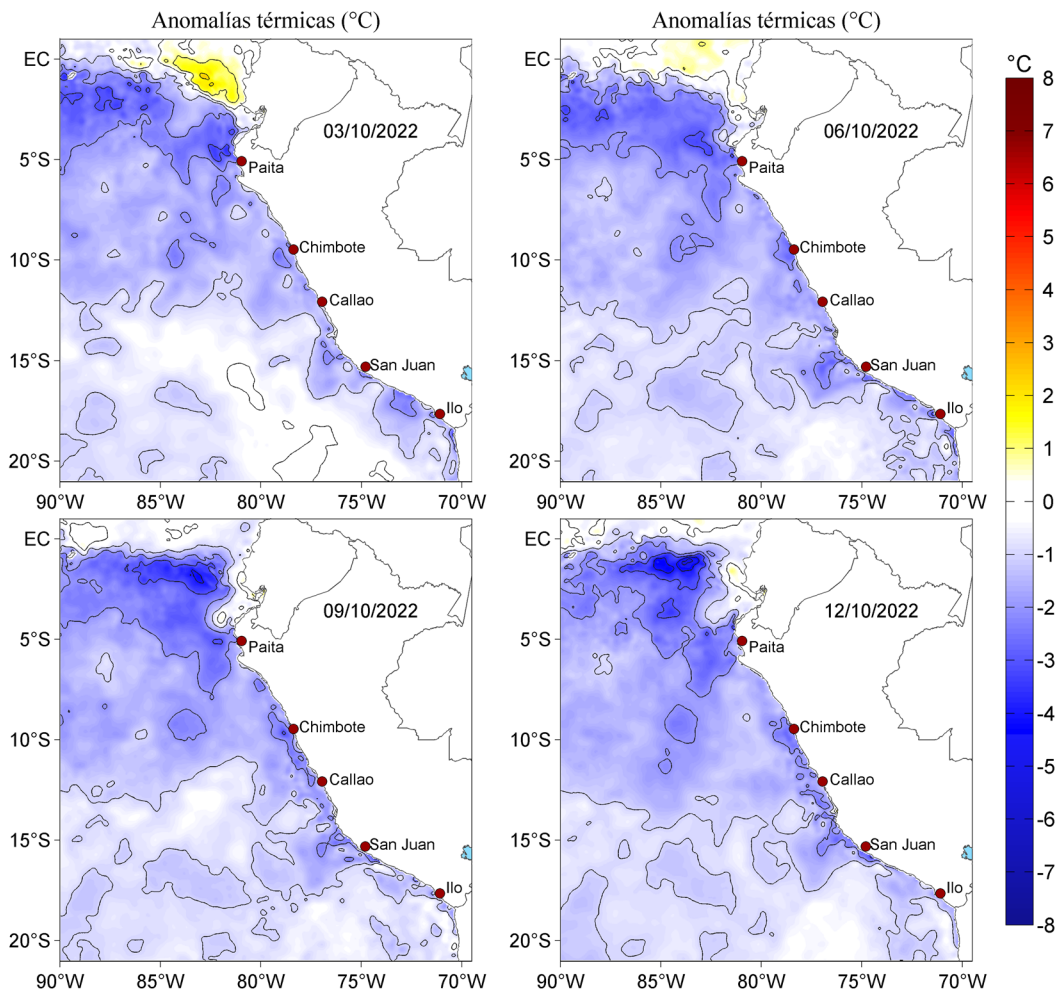 Anomalías térmicas (°C)
Anomalías térmicas (°C)
EC
5°S
10°S
15°S
20°S
90°W
85°W
80°W
75°W
70°W
03/10/2022
Paita
Chimbote
Callao
San Juan
Ilo
EC
5°S
10°S
15°S
20°S
90°W
85°W
80°W
75°W
70°W
06/10/2022
Paita
Chimbote
Callao
San Juan
Ilo
EC
5°S
10°S
15°S
20°S
90°W
85°W
80°W
75°W
70°W
09/10/2022
Paita
Chimbote
Callao
San Juan
Ilo
EC
5°S
10°S
15°S
20°S
90°W
85°W
80°W
75°W
70°W
12/10/2022
Paita
Chimbote
Callao
San Juan
Ilo
°C
8
7
6
5
4
3
2
1
0
-1
-2
-3
-4
-5
-6
-7
-8